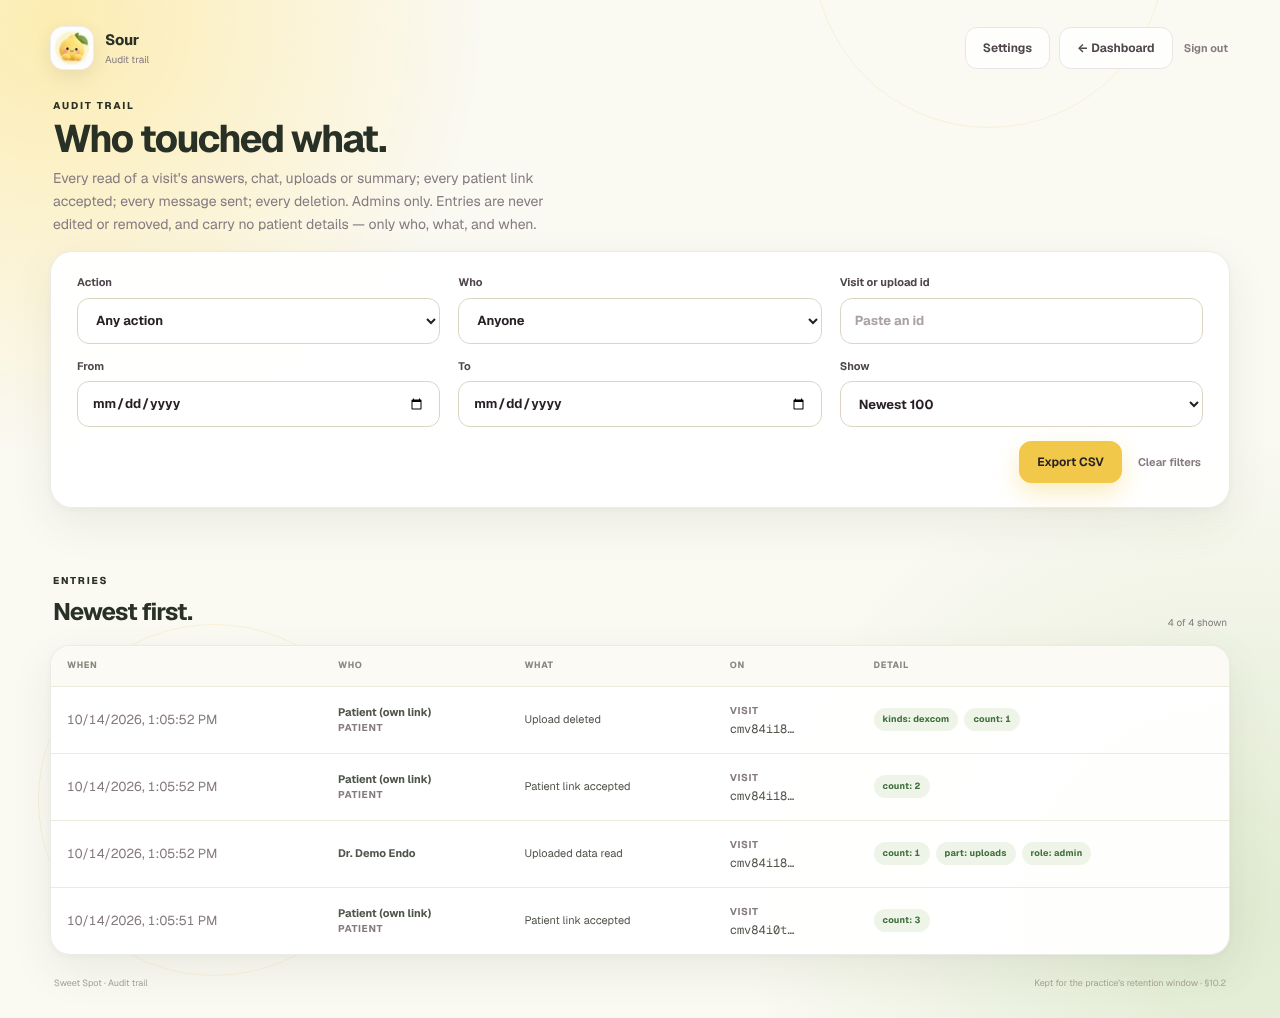 Sour
Audit trail
Settings
← Dashboard
Sign out
AUDIT TRAIL
Who touched what.
Every read of a visit's answers, chat, uploads or summary; every patient link
accepted; every message sent; every deletion. Admins only. Entries are never
edited or removed, and carry no patient details — only who, what, and when.
Action
Who
Visit or upload id
Any action
Anyone
Paste an id
From
To
Show
mm/dd/yyyy
mm/dd/yyyy
Newest 100
Export CSV
Clear filters
ENTRIES
Newest first.
4 of 4 shown
WHEN WHO WHAT ON DETAIL
10/14/2026, 1:05:52 PM
Patient (own link)
PATIENT
Upload deleted
VISIT
cmv84i18…
kinds: dexcom
count: 1
10/14/2026, 1:05:52 PM
Patient (own link)
PATIENT
Patient link accepted
VISIT
cmv84i18…
count: 2
10/14/2026, 1:05:52 PM
Dr. Demo Endo
Uploaded data read
VISIT
cmv84i18…
count: 1
part: uploads
role: admin
10/14/2026, 1:05:51 PM
Patient (own link)
PATIENT
Patient link accepted
VISIT
cmv84i0t…
count: 3
Sweet Spot · Audit trail
Kept for the practice's retention window · §10.2